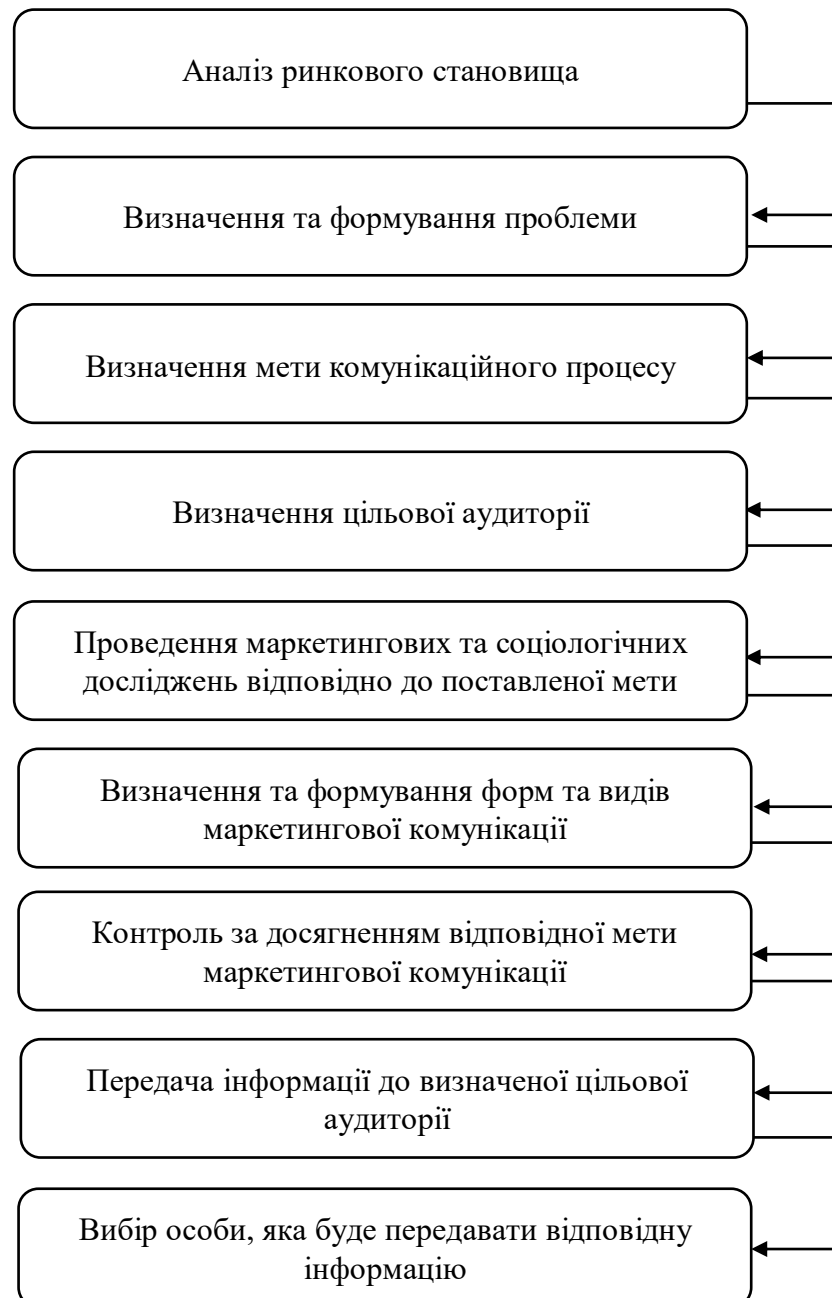 Аналіз ринкового становища
Визначення та формування проблеми
Визначення мети комунікаційного процесу
Визначення цільової аудиторії
Проведення маркетингових та соціологічних
досліджень відповідно до поставленої мети
Визначення та формування форм та видів
маркетингової комунікації
Контроль за досягненням відповідної мети
маркетингової комунікації
Передача інформації до визначеної цільової
аудиторії
Вибір особи, яка буде передавати відповідну
інформацію